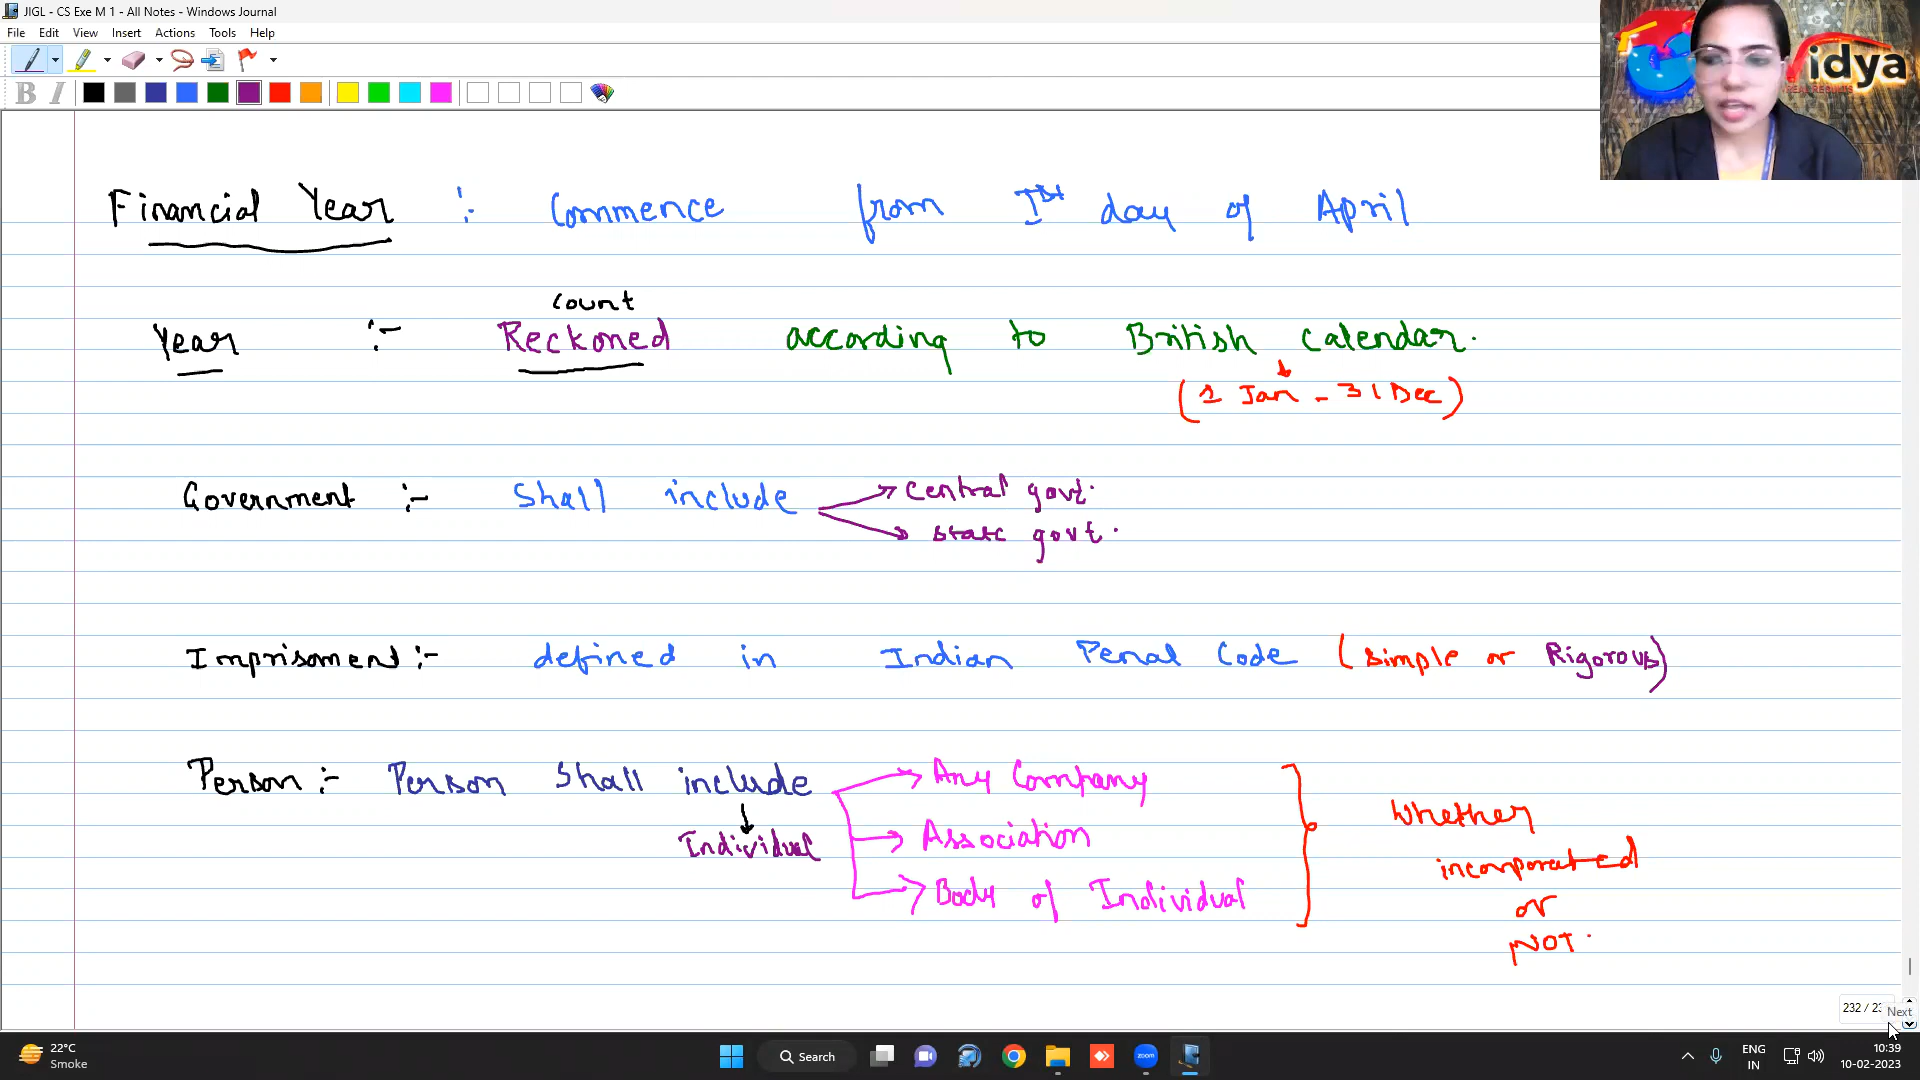 JIGL - CS Exe M 1 - All Notes - Windows Journal
File Edit View Insert Actions Tools Help
B I
idya
Financial Year :- Commence from Ist day of April
count
Year :- Reckoned according to British calendar.
(1 Jan - 31 Dec)
Government :- Shall include
Central govt.
State govt.
Imprisoment :- defined in Indian Penal Code (simple or Rigorous)
Person :- Person Shall include
Individual
Any Company
Association
Body of Individual
Whether
incorporated
or
NOT.
232 / 23
Next
22°C
Smoke
Search
zoom
ENG
IN
10:39
10-02-2023